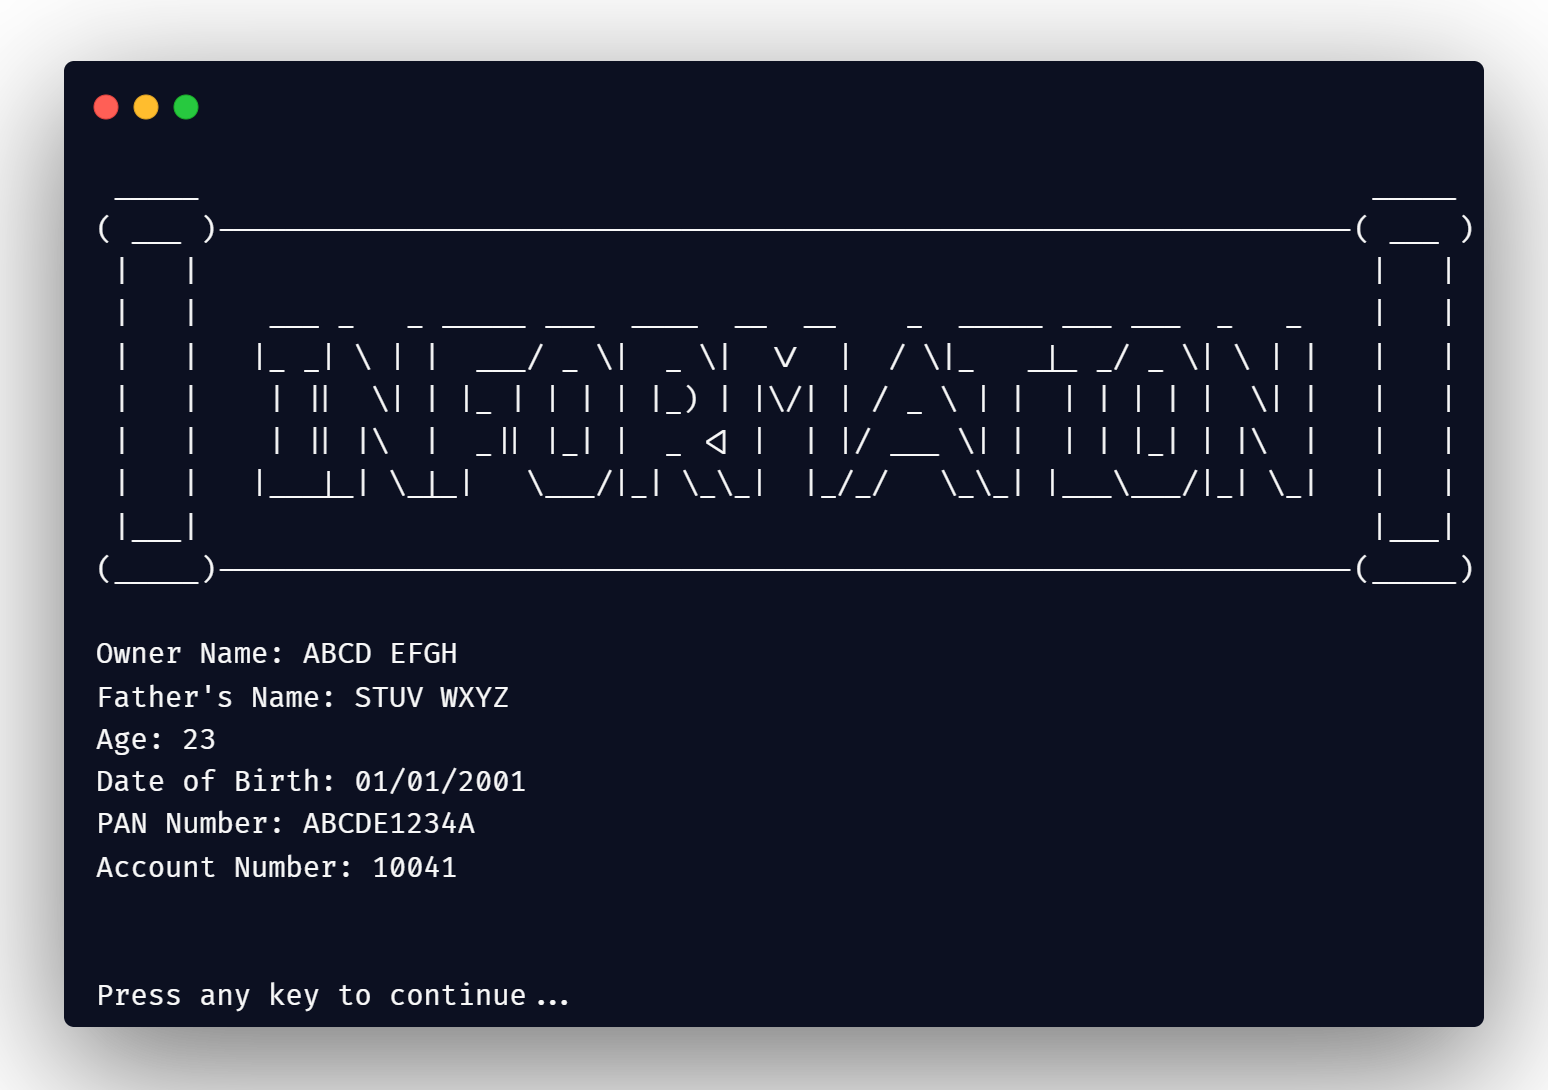 INFORMATION
Owner Name: ABCD EFGH
Father's Name: STUV WXYZ
Age: 23
Date of Birth: 01/01/2001
PAN Number: ABCDE1234A
Account Number: 10041
Press any key to continue...